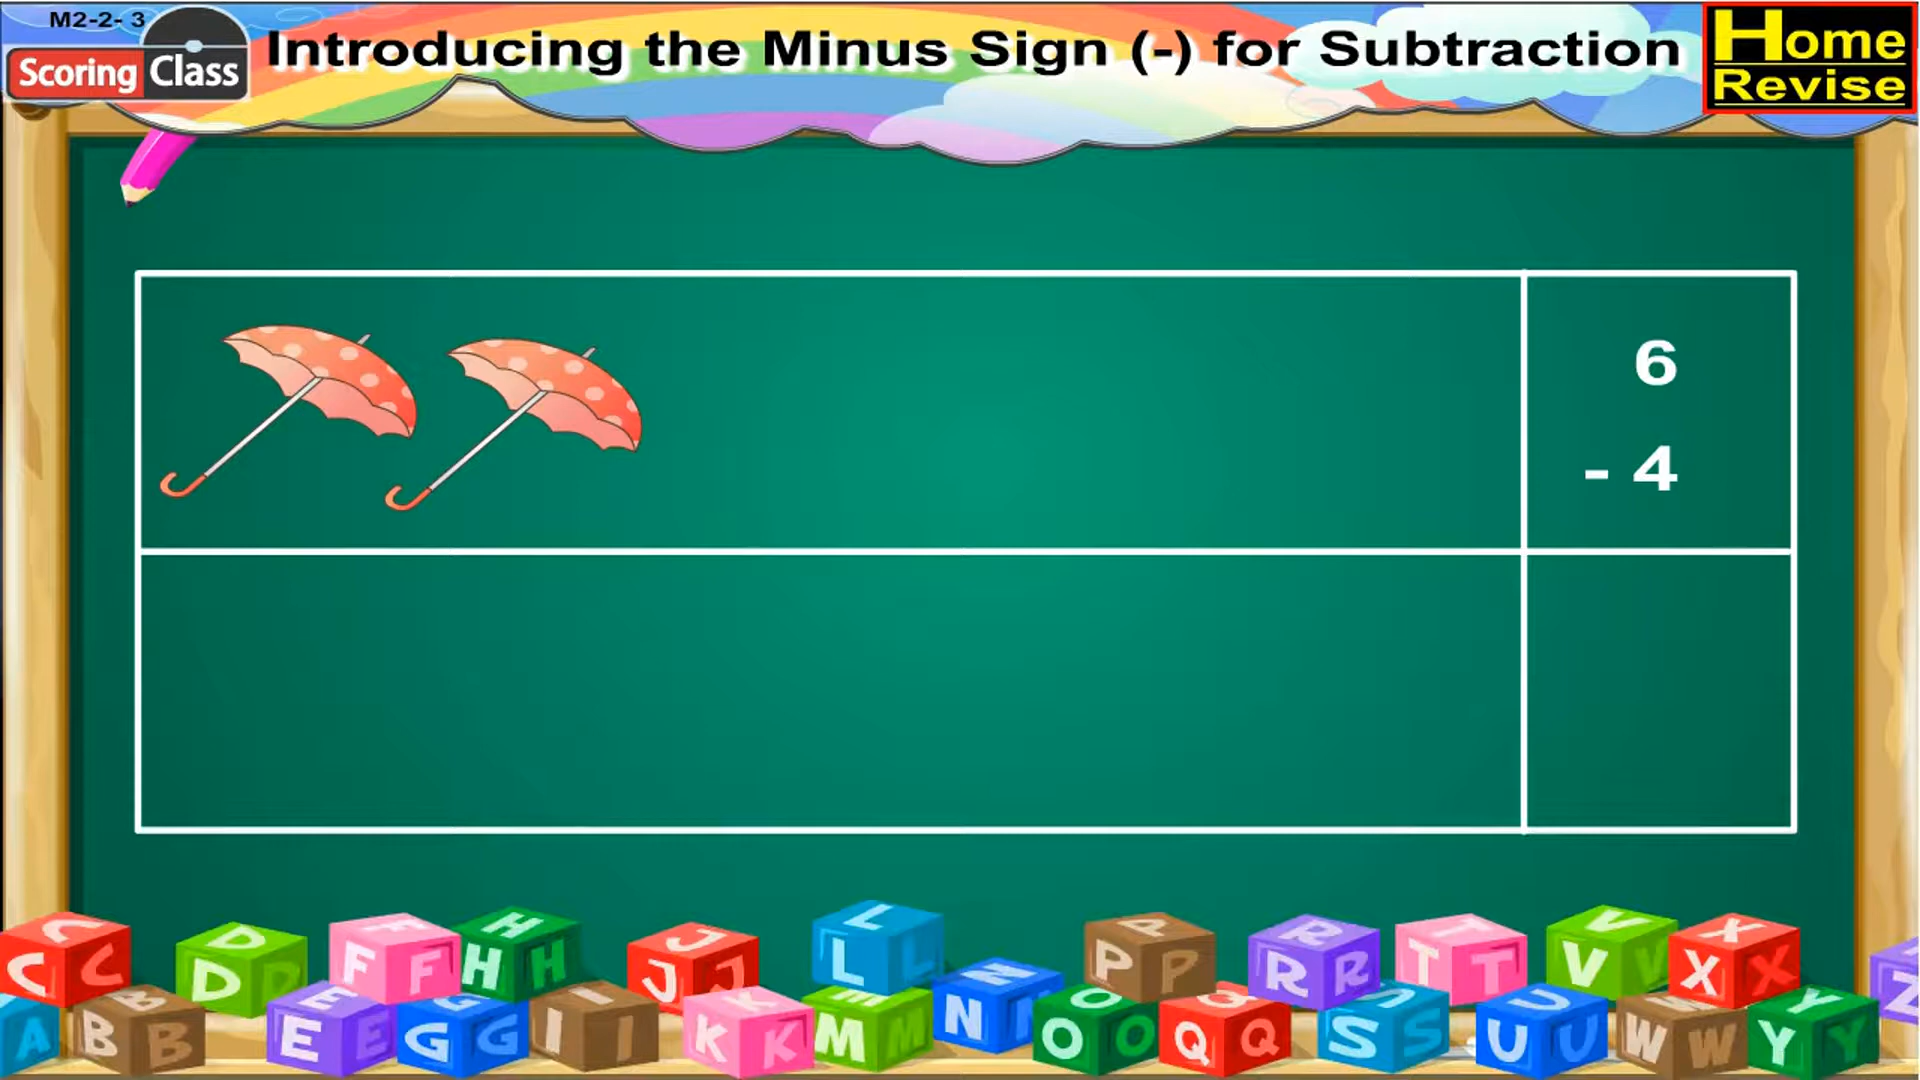 M2-2- 3
Scoring Class
Introducing the Minus Sign (-) for Subtraction
Home
Revise
6
- 4
C C D D D F F F H H H J J J L L L P P P R R R T T T V V V X X X Z
A B B B E E E G G G I I I K K K M M M N N N O O O Q Q Q S S S U U U W W W Y Y Y